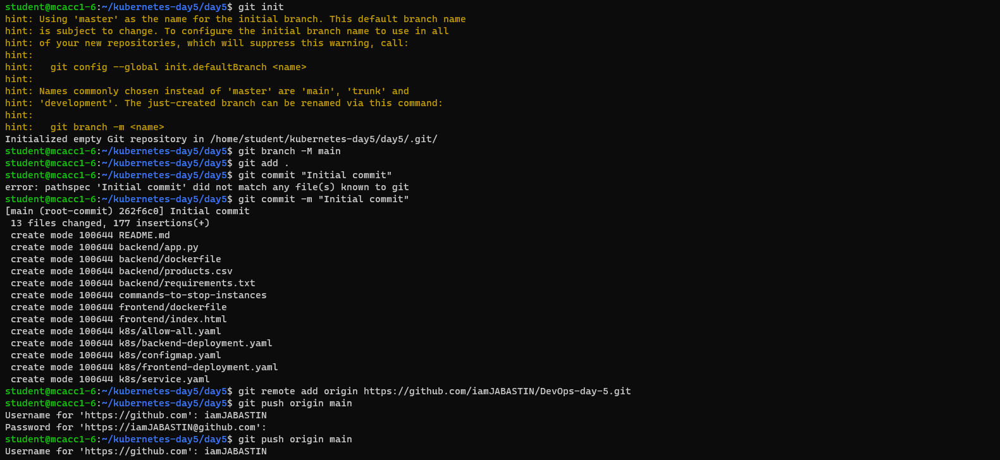 student@mcacc1-6:~/kubernetes-day5/day5$ git init
hint: Using 'master' as the name for the initial branch. This default branch name
hint: is subject to change. To configure the initial branch name to use in all
hint: of your new repositories, which will suppress this warning, call:
hint:
hint:   git config --global init.defaultBranch <name>
hint:
hint: Names commonly chosen instead of 'master' are 'main', 'trunk' and
hint: 'development'. The just-created branch can be renamed via this command:
hint:
hint:   git branch -m <name>
Initialized empty Git repository in /home/student/kubernetes-day5/day5/.git/
student@mcacc1-6:~/kubernetes-day5/day5$ git branch -M main
student@mcacc1-6:~/kubernetes-day5/day5$ git add .
student@mcacc1-6:~/kubernetes-day5/day5$ git commit "Initial commit"
error: pathspec 'Initial commit' did not match any file(s) known to git
student@mcacc1-6:~/kubernetes-day5/day5$ git commit -m "Initial commit"
[main (root-commit) 262f6c0] Initial commit
 13 files changed, 177 insertions(+)
 create mode 100644 README.md
 create mode 100644 backend/app.py
 create mode 100644 backend/dockerfile
 create mode 100644 backend/products.csv
 create mode 100644 backend/requirements.txt
 create mode 100644 commands-to-stop-instances
 create mode 100644 frontend/dockerfile
 create mode 100644 frontend/index.html
 create mode 100644 k8s/allow-all.yaml
 create mode 100644 k8s/backend-deployment.yaml
 create mode 100644 k8s/configmap.yaml
 create mode 100644 k8s/frontend-deployment.yaml
 create mode 100644 k8s/service.yaml
student@mcacc1-6:~/kubernetes-day5/day5$ git remote add origin https://github.com/iamJABASTIN/DevOps-day-5.git
student@mcacc1-6:~/kubernetes-day5/day5$ git push origin main
Username for 'https://github.com': iamJABASTIN
Password for 'https://iamJABASTIN@github.com':
student@mcacc1-6:~/kubernetes-day5/day5$ git push origin main
Username for 'https://github.com': iamJABASTIN